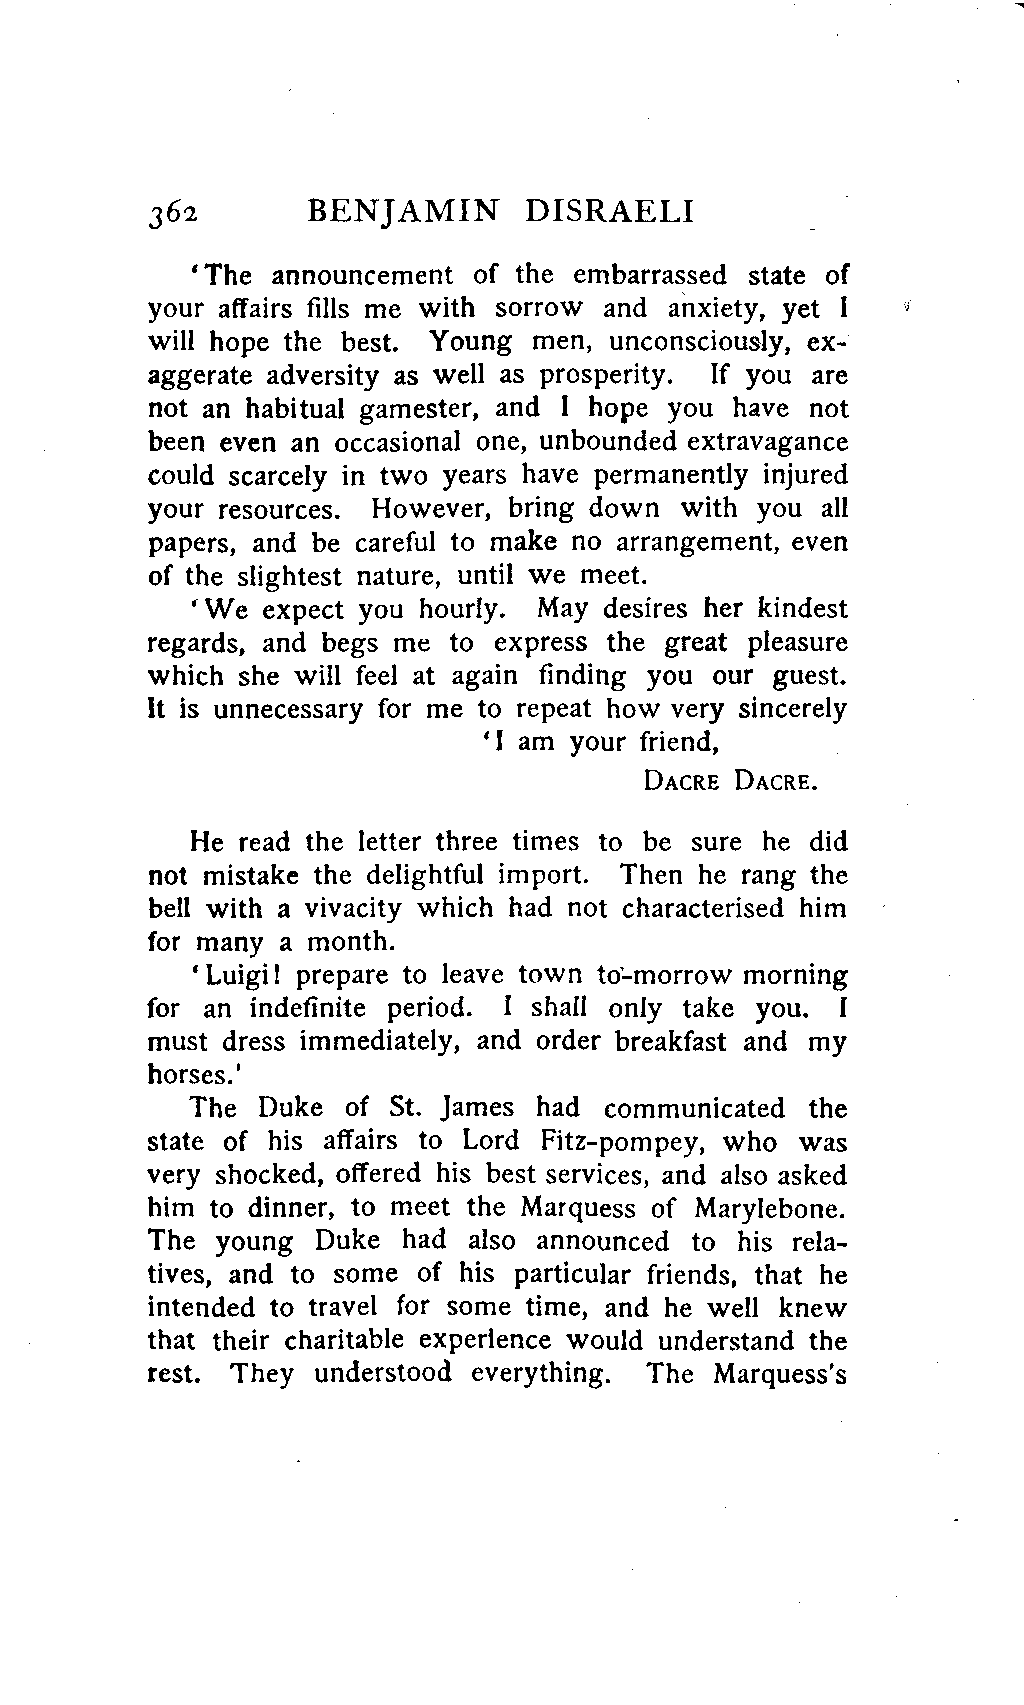 362 BENJAMIN DISRAELI
‘The announcement of the embarrassed state of
your affairs fills me with sorrow and anxiety, yet I
will hope the best. Young men, unconsciously, ex-
aggerate adversity as well as prosperity. If you are
not an habitual gamester, and I hope you have not
been even an occasional one, unbounded extravagance
could scarcely in two years have permanently injured
your resources. However, bring down with you all
papers, and be careful to make no arrangement, even
of the slightest nature, until we meet.
‘We expect you hourly. May desires her kindest
regards, and begs me to express the great pleasure
which she will feel at again finding you our guest.
It is unnecessary for me to repeat how very sincerely
‘I am your friend,
DACRE DACRE.
He read the letter three times to be sure he did
not mistake the delightful import. Then he rang the
bell with a vivacity which had not characterised him
for many a month.
‘Luigi! prepare to leave town to-morrow morning
for an indefinite period. I shall only take you. I
must dress immediately, and order breakfast and my
horses.'
The Duke of St. James had communicated the
state of his affairs to Lord Fitz-pompey, who was
very shocked, offered his best services, and also asked
him to dinner, to meet the Marquess of Marylebone.
The young Duke had also announced to his rela-
tives, and to some of his particular friends, that he
intended to travel for some time, and he well knew
that their charitable experience would understand the
rest. They understood everything. The Marquess's